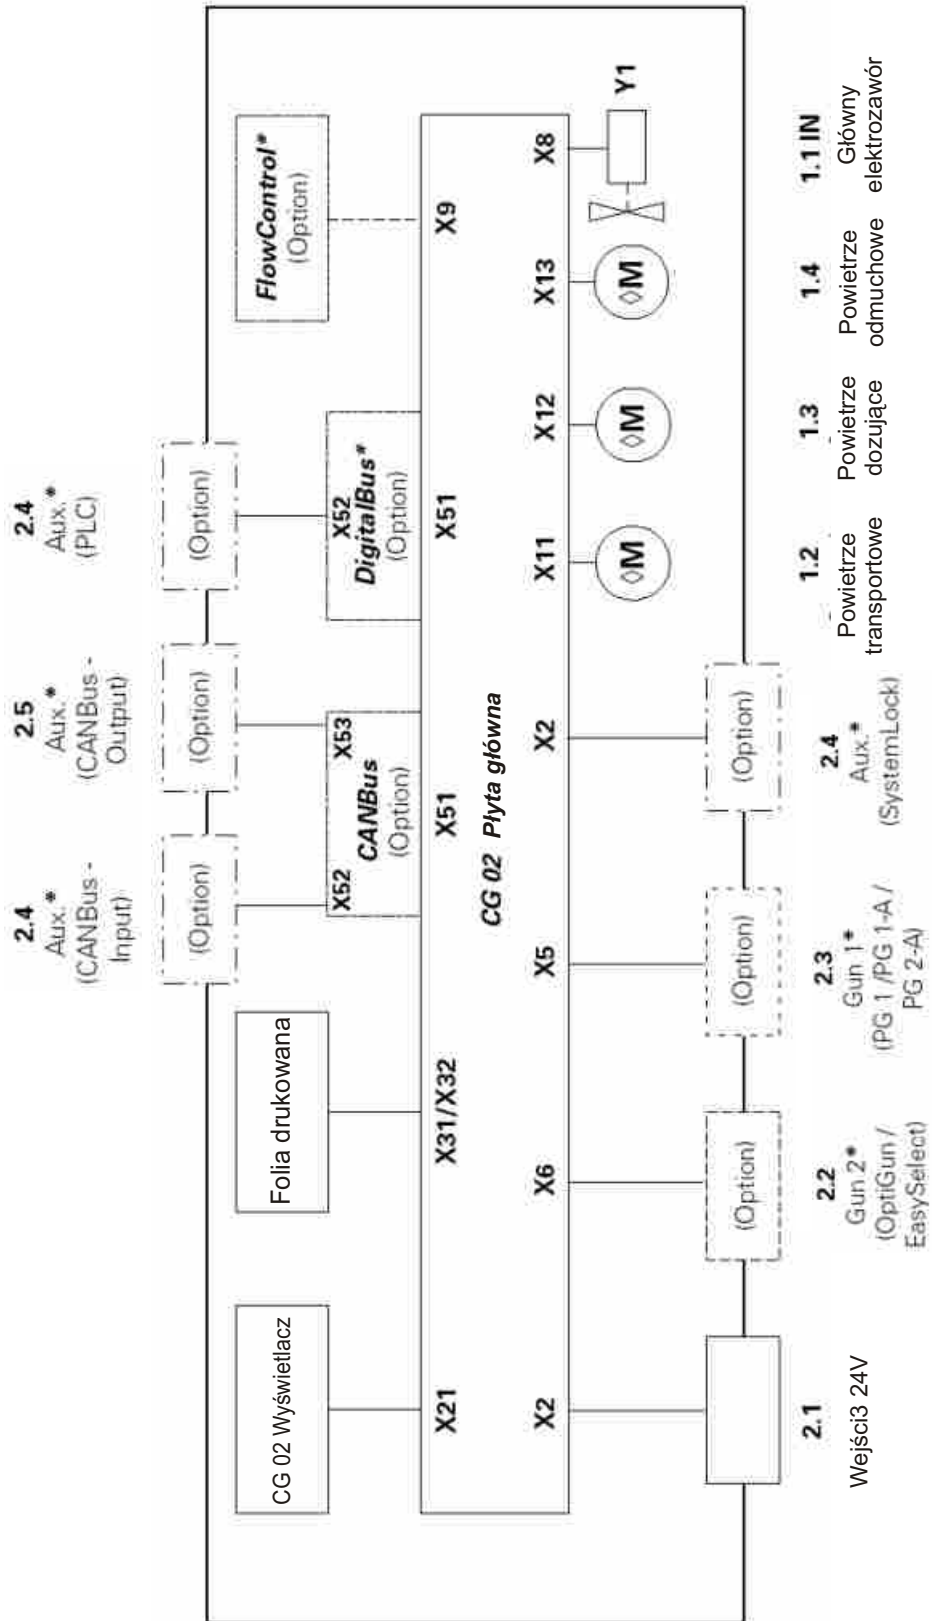 2.4
Aux.*
(CANBus -
Input)
2.5
Aux.*
(CANBus -
Output)
2.4
Aux.*
(PLC)
(Option)
(Option)
(Option)
CG 02 Wyświetlacz
Folia drukowana
X52
X53
CANBus
(Option)
X52
DigitalBus*
(Option)
FlowControl*
(Option)
X21
X31/X32
X51
X51
X9
CG 02 Płyta główna
X2
X6
X5
X2
X11
X12
X13
X8
M
M
M
Y1
(Option)
(Option)
(Option)
2.1
Wejści3 24V
2.2
Gun 2*
(OptiGun /
EasySelect)
2.3
Gun 1*
(PG 1 /PG 1-A /
PG 2-A)
2.4
Aux.*
(SystemLock)
1.2
Powietrze
transportowe
1.3
Powietrze
dozujące
1.4
Powietrze
odmuchowe
1.1 IN
Główny
elektrozawór